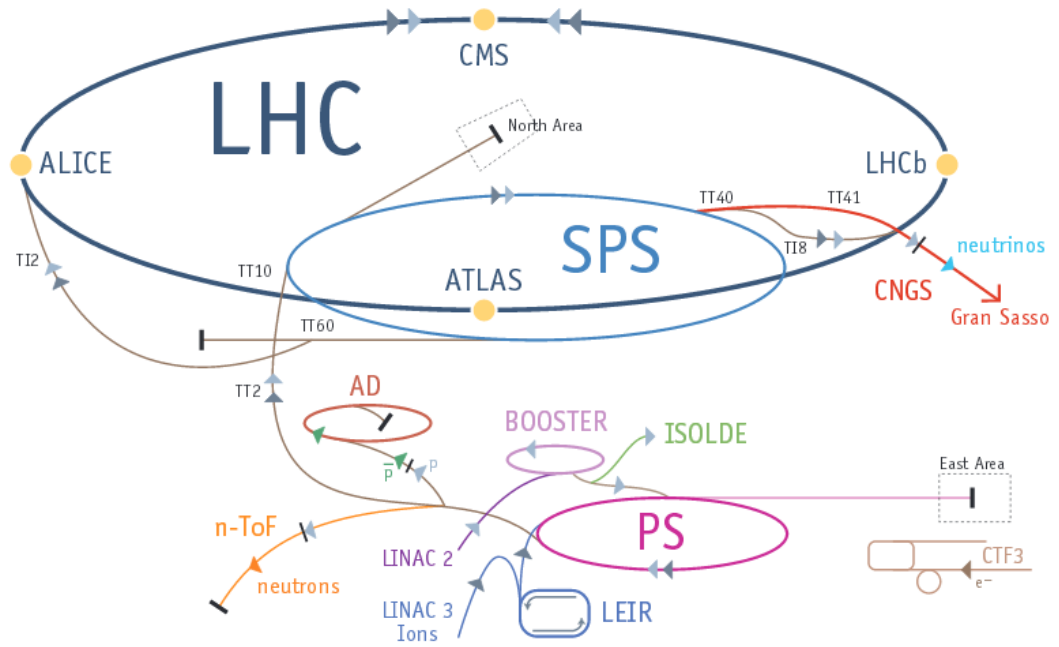 CMS
LHC
North Area
ALICE
LHCb
TT40
TT41
SPS
TI8
neutrinos
TI2
TT10
ATLAS
CNGS
Gran Sasso
TT60
TT2
AD
BOOSTER
ISOLDE
p̅
p
East Area
n-ToF
PS
LINAC 2
CTF3
neutrons
e⁻
LINAC 3
Ions
LEIR